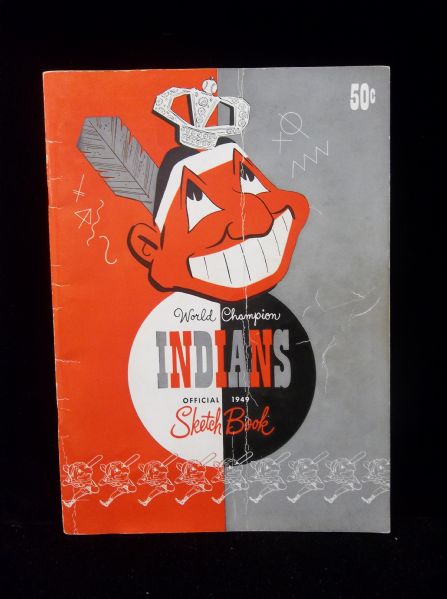 50¢
World Champion
INDIANS
OFFICIAL 1949
Sketch Book